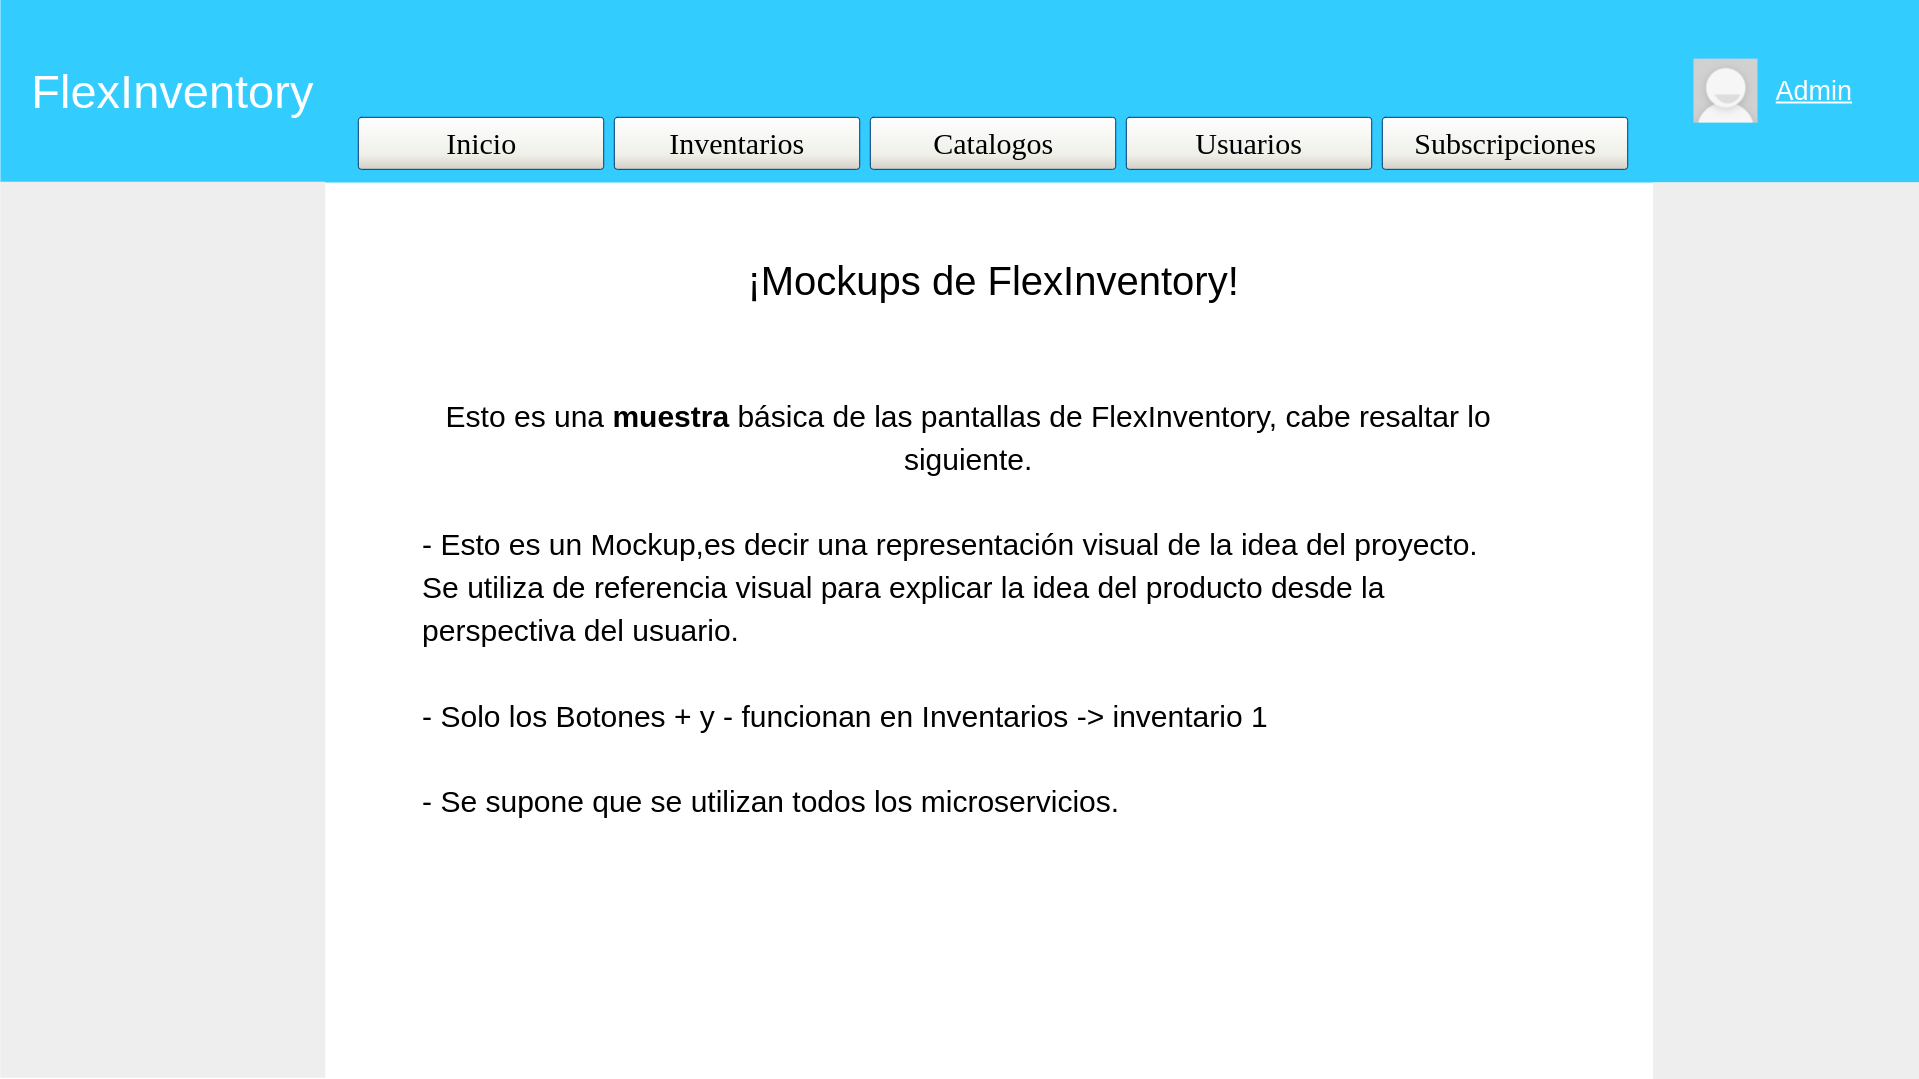 FlexInventory
Admin
Inicio
Inventarios
Catalogos
Usuarios
Subscripciones
¡Mockups de FlexInventory!
Esto es una muestra básica de las pantallas de FlexInventory, cabe resaltar lo
siguiente.
- Esto es un Mockup,es decir una representación visual de la idea del proyecto.
Se utiliza de referencia visual para explicar la idea del producto desde la
perspectiva del usuario.
- Solo los Botones + y - funcionan en Inventarios -> inventario 1
- Se supone que se utilizan todos los microservicios.